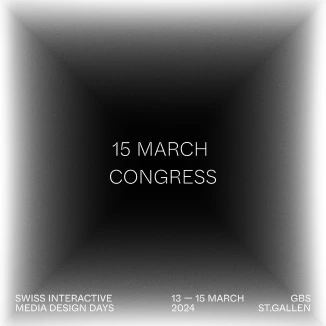 15 MARCH
CONGRESS
SWISS INTERACTIVE
MEDIA DESIGN DAYS
13 — 15 MARCH
2024
GBS
ST.GALLEN